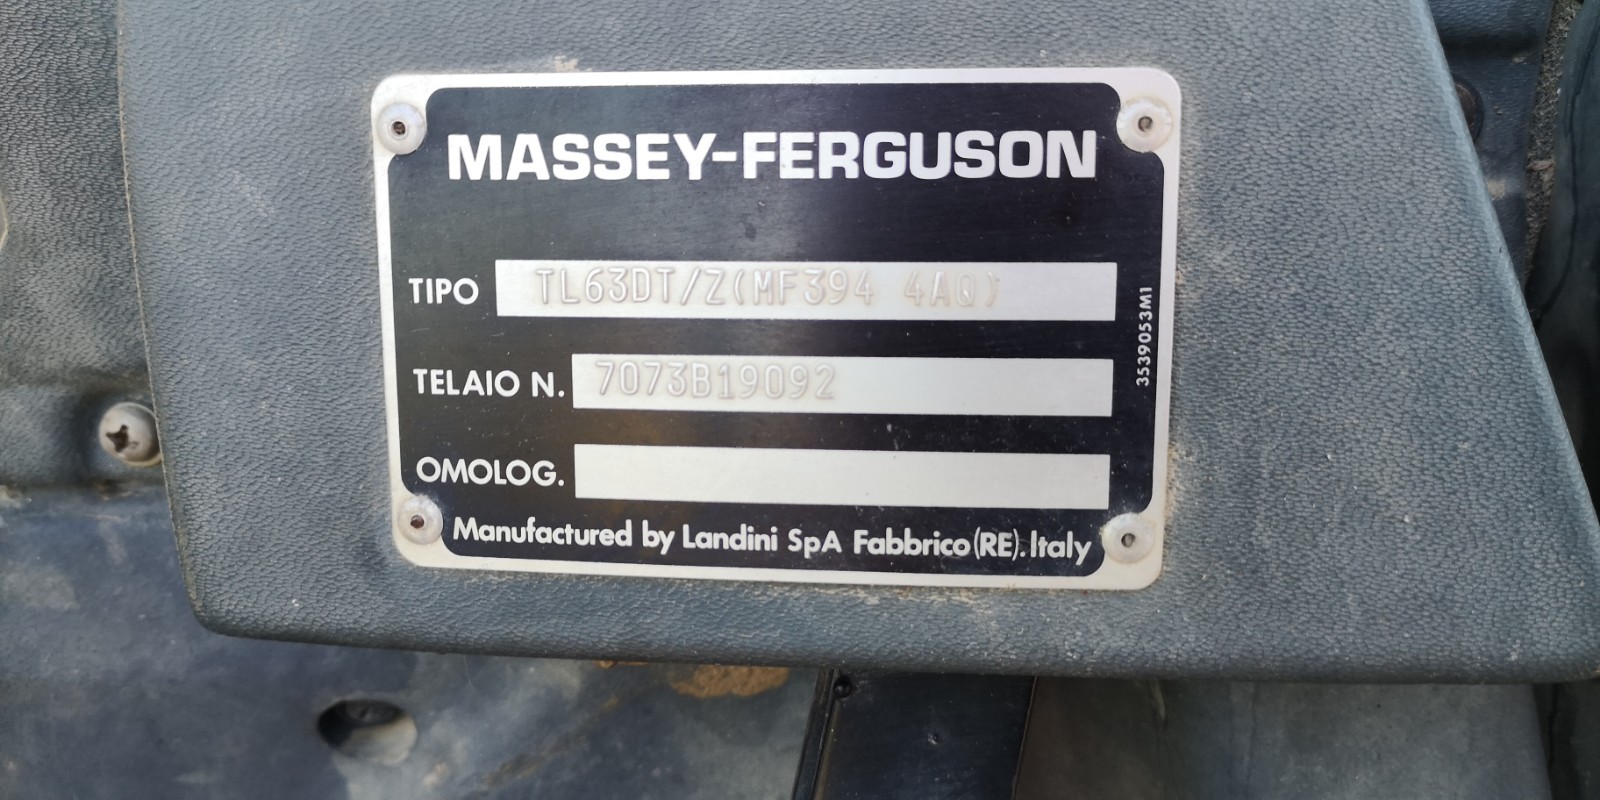 MASSEY-FERGUSON
TIPO TL63DT/Z(MF394 4AQ)
TELAIO N. 7073B19092
OMOLOG.
Manufactured by Landini SpA Fabbrico (RE). Italy
3539053M1